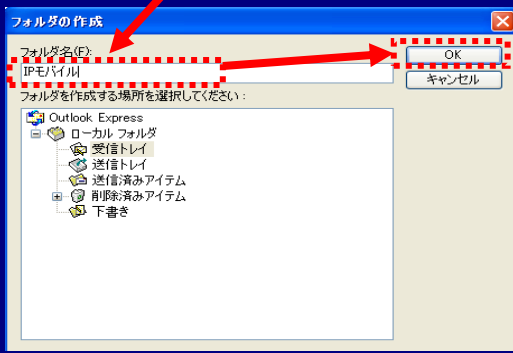 フォルダの作成
フォルダ名(F):
OK
IPモバイル
キャンセル
フォルダを作成する場所を選択してください:
Outlook Express
ローカル フォルダ
受信トレイ
送信トレイ
送信済みアイテム
削除済みアイテム
下書き